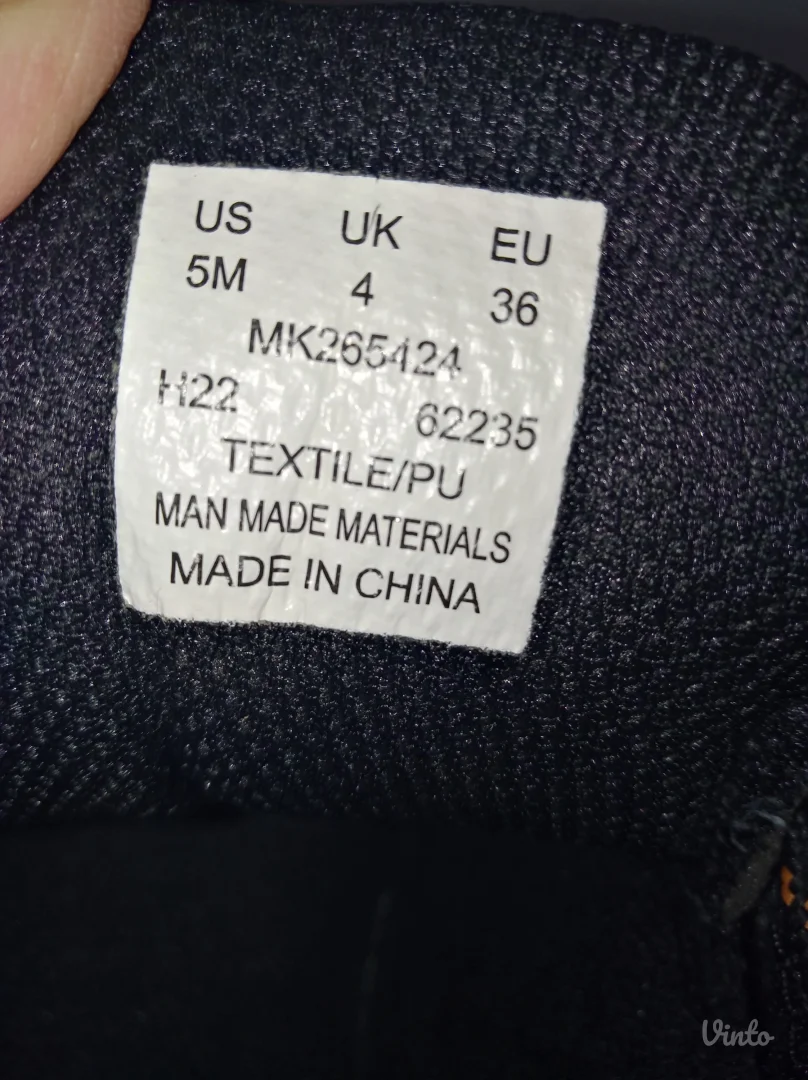 US UK EU
5M 4 36
MK265424
H22 62235
TEXTILE/PU
MAN MADE MATERIALS
MADE IN CHINA
Vinto